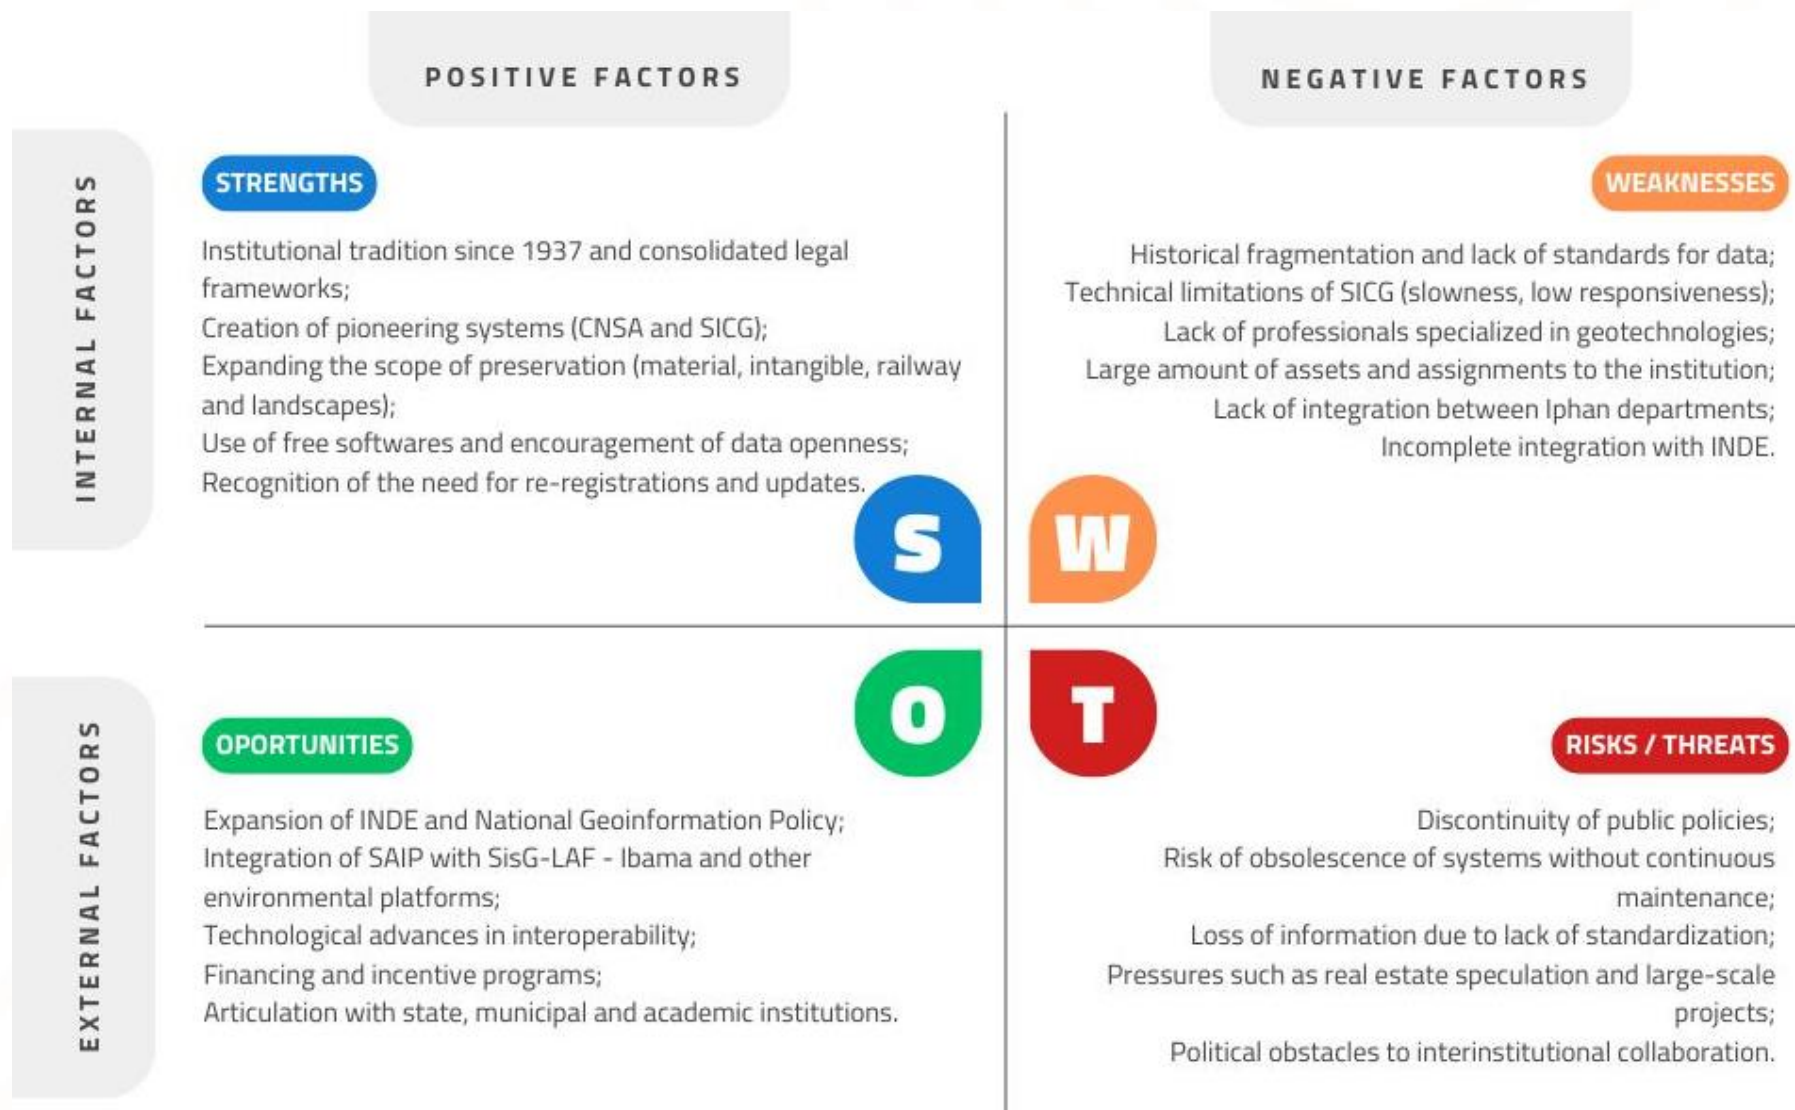 POSITIVE FACTORS
NEGATIVE FACTORS
INTERNAL FACTORS
STRENGTHS
Institutional tradition since 1937 and consolidated legal
frameworks;
Creation of pioneering systems (CNSA and SICG);
Expanding the scope of preservation (material, intangible, railway
and landscapes);
Use of free softwares and encouragement of data openness;
Recognition of the need for re-registrations and updates.
S
WEAKNESSES
Historical fragmentation and lack of standards for data;
Technical limitations of SICG (slowness, low responsiveness);
Lack of professionals specialized in geotechnologies;
Large amount of assets and assignments to the institution;
Lack of integration between Iphan departments;
Incomplete integration with INDE.
W
EXTERNAL FACTORS
O
OPORTUNITIES
Expansion of INDE and National Geoinformation Policy;
Integration of SAIP with SisG-LAF - Ibama and other
environmental platforms;
Technological advances in interoperability;
Financing and incentive programs;
Articulation with state, municipal and academic institutions.
T
RISKS / THREATS
Discontinuity of public policies;
Risk of obsolescence of systems without continuous
maintenance;
Loss of information due to lack of standardization;
Pressures such as real estate speculation and large-scale
projects;
Political obstacles to interinstitutional collaboration.